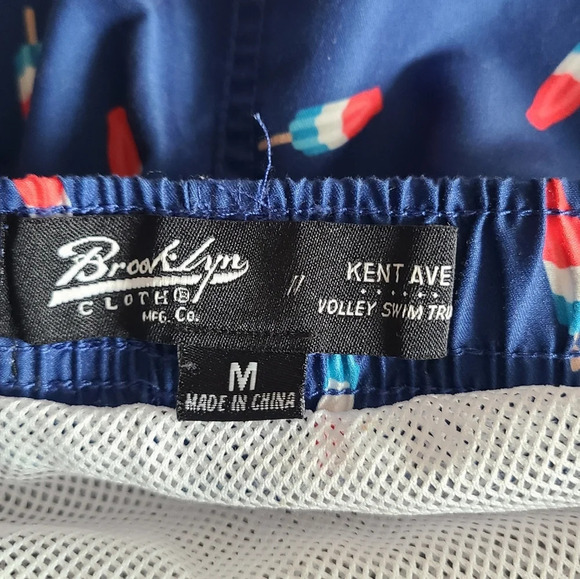 Brooklyn
CLOTH®
MFG. Co.
KENT AVE
VOLLEY SWIM TRU
M
MADE IN CHINA